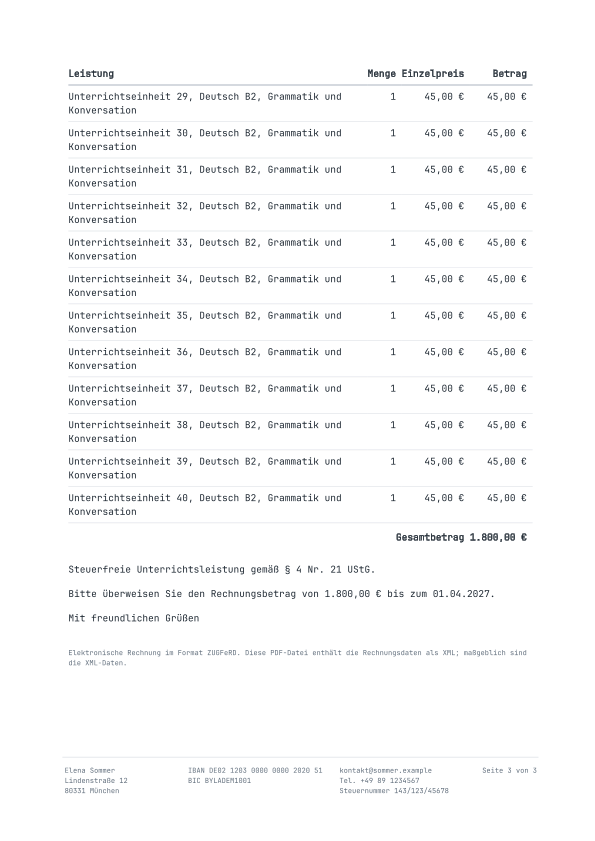 Leistung Menge Einzelpreis Betrag
Unterrichtseinheit 29, Deutsch B2, Grammatik und 1 45,00 € 45,00 €
Konversation
Unterrichtseinheit 30, Deutsch B2, Grammatik und 1 45,00 € 45,00 €
Konversation
Unterrichtseinheit 31, Deutsch B2, Grammatik und 1 45,00 € 45,00 €
Konversation
Unterrichtseinheit 32, Deutsch B2, Grammatik und 1 45,00 € 45,00 €
Konversation
Unterrichtseinheit 33, Deutsch B2, Grammatik und 1 45,00 € 45,00 €
Konversation
Unterrichtseinheit 34, Deutsch B2, Grammatik und 1 45,00 € 45,00 €
Konversation
Unterrichtseinheit 35, Deutsch B2, Grammatik und 1 45,00 € 45,00 €
Konversation
Unterrichtseinheit 36, Deutsch B2, Grammatik und 1 45,00 € 45,00 €
Konversation
Unterrichtseinheit 37, Deutsch B2, Grammatik und 1 45,00 € 45,00 €
Konversation
Unterrichtseinheit 38, Deutsch B2, Grammatik und 1 45,00 € 45,00 €
Konversation
Unterrichtseinheit 39, Deutsch B2, Grammatik und 1 45,00 € 45,00 €
Konversation
Unterrichtseinheit 40, Deutsch B2, Grammatik und 1 45,00 € 45,00 €
Konversation
Gesamtbetrag 1.800,00 €
Steuerfreie Unterrichtsleistung gemäß § 4 Nr. 21 UStG.
Bitte überweisen Sie den Rechnungsbetrag von 1.800,00 € bis zum 01.04.2027.
Mit freundlichen Grüßen
Elektronische Rechnung im Format ZUGFeRD. Diese PDF-Datei enthält die Rechnungsdaten als XML; maßgeblich sind
die XML-Daten.
Elena Sommer IBAN DE02 1203 0000 0000 2020 51 kontakt@sommer.example Seite 3 von 3
Lindenstraße 12 BIC BYLADEM1001 Tel. +49 89 1234567
80331 München Steuernummer 143/123/45678